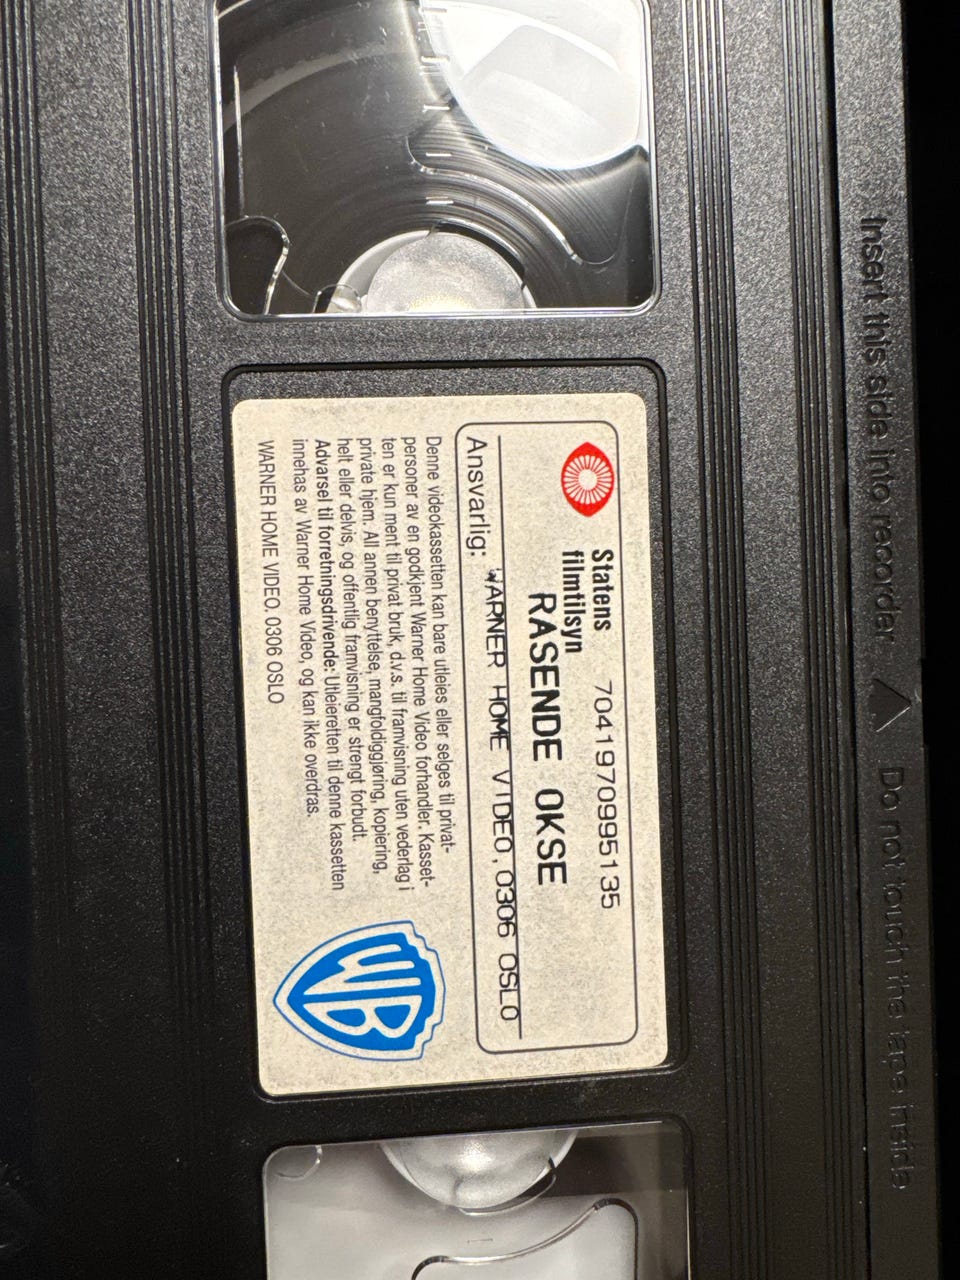 Insert this side into recorder. △ Do not touch the tape inside
Statens
filmtilsyn
7041970995135
RASENDE OKSE
Ansvarlig: WARNER HOME VIDEO, 0306 OSLO
Denne videokassetten kan bare utleies eller selges til privat-
personer av en godkjent Warner Home Video forhandler. Kasset-
ten er kun ment til privat bruk, d.v.s. til framvisning uten vederlag i
private hjem. All annen benyttelse, mangfoldiggjøring, kopiering,
helt eller delvis, og offentlig framvisning er strengt forbudt.
Advarsel til forretningsdrivende: Utleieretten til denne kassetten
innehas av Warner Home Video, og kan ikke overdras.
WARNER HOME VIDEO. 0306 OSLO
WB